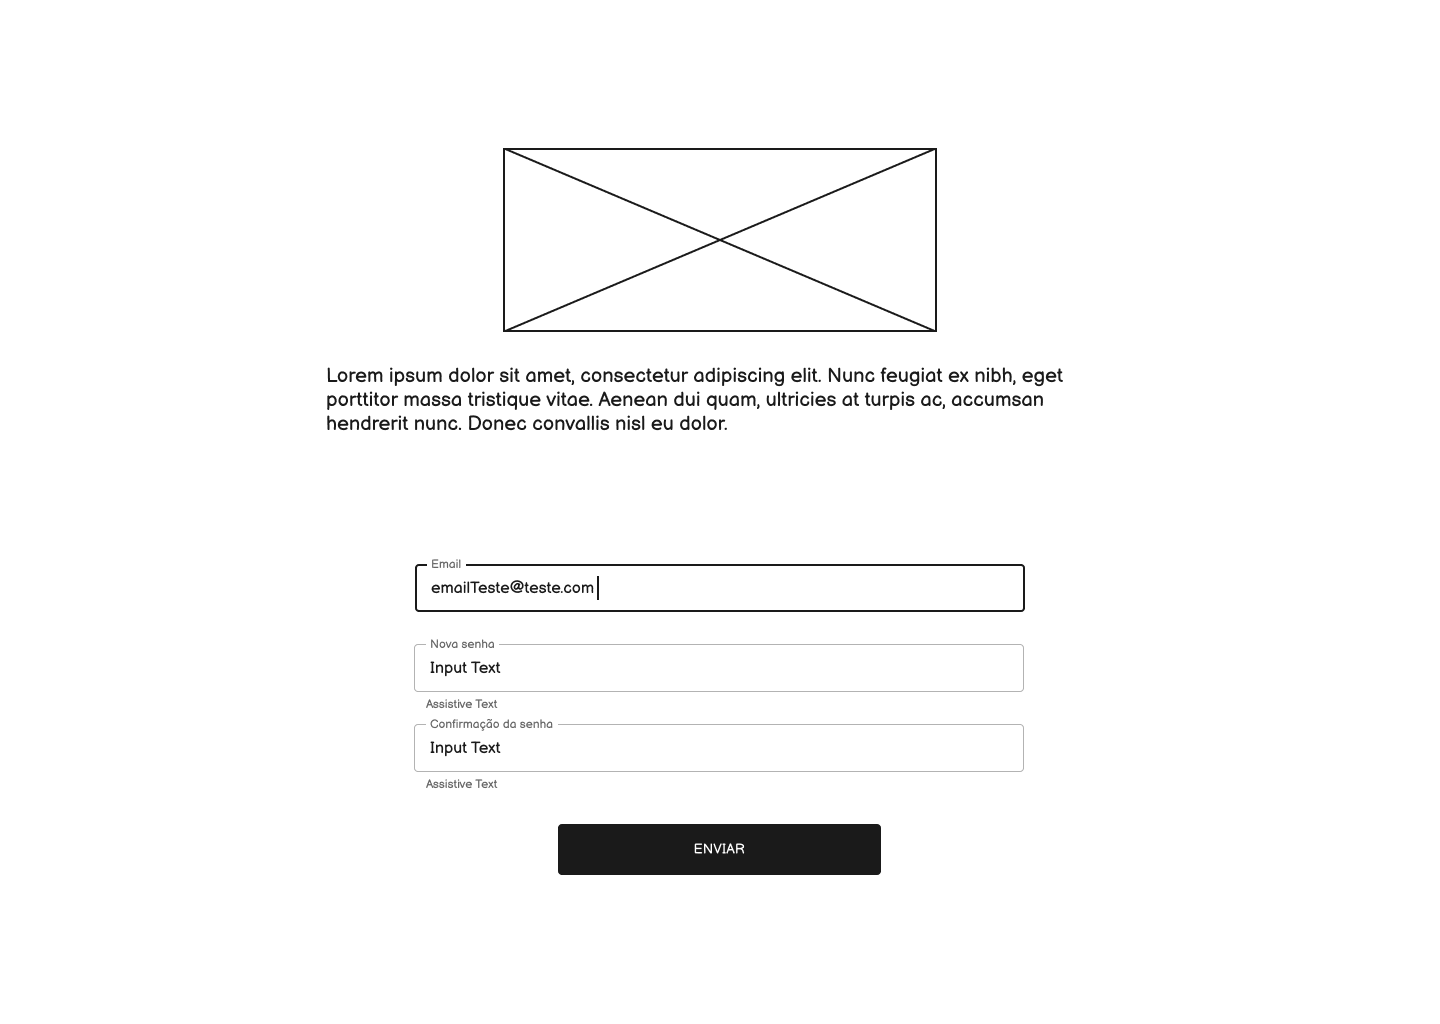 Lorem ipsum dolor sit amet, consectetur adipiscing elit. Nunc feugiat ex nibh, eget
porttitor massa tristique vitae. Aenean dui quam, ultricies at turpis ac, accumsan
hendrerit nunc. Donec convallis nisl eu dolor.
Email
emailTeste@teste.com
Nova senha
Input Text
Assistive Text
Confirmação da senha
Input Text
Assistive Text
ENVIAR